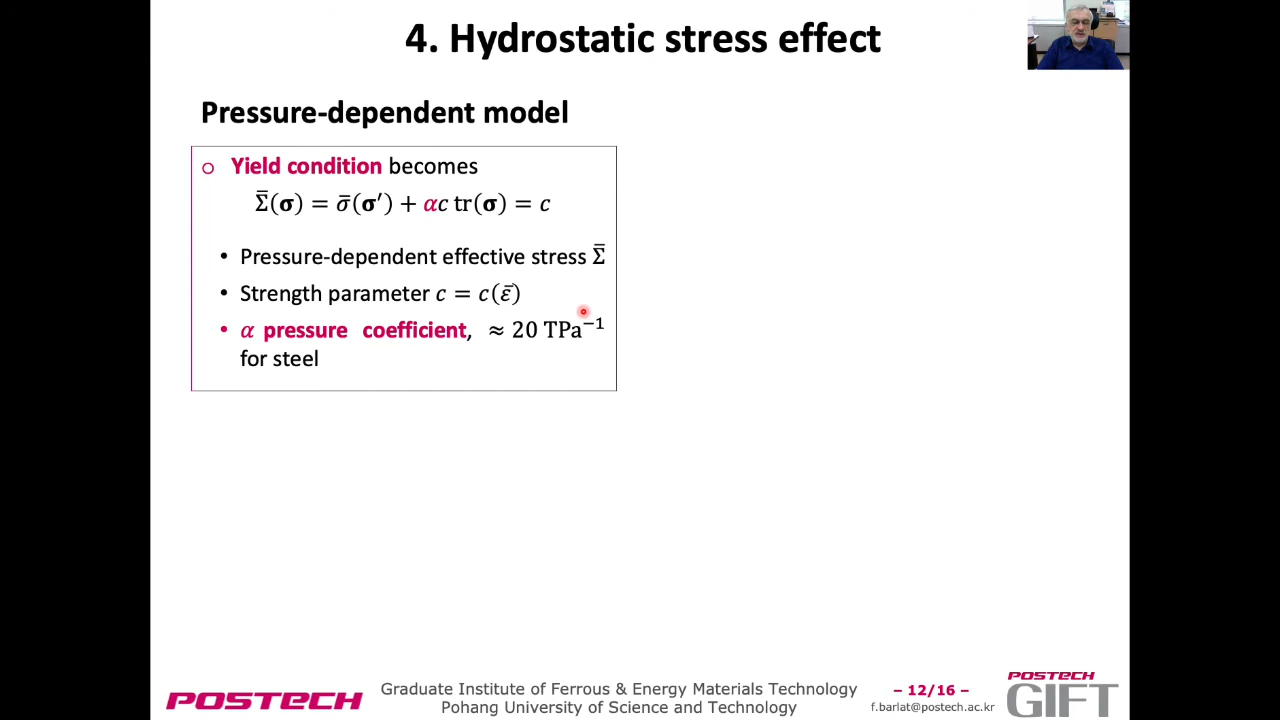 4. Hydrostatic stress effect
Pressure-dependent model
○ Yield condition becomes
Σ̄(σ) = σ̄(σ′) + αc tr(σ) = c
• Pressure-dependent effective stress Σ̄
• Strength parameter c = c(ε̄)
• α pressure coefficient, ≈ 20 TPa⁻¹
for steel
POSTECH
Graduate Institute of Ferrous & Energy Materials Technology
Pohang University of Science and Technology
– 12/16 –
f.barlat@postech.ac.kr
POSTECH
GIFT